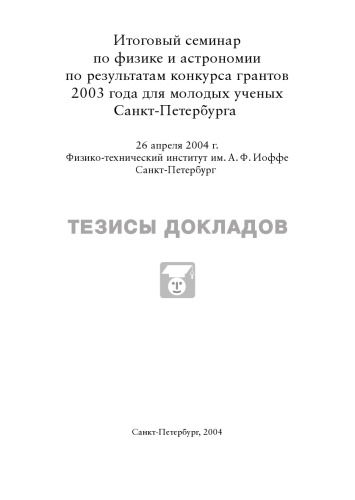 Итоговый семинар
по физике и астрономии
по результатам конкурса грантов
2003 года для молодых ученых
Санкт-Петербурга
26 апреля 2004 г.
Физико-технический институт им. А. Ф. Иоффе
Санкт-Петербург
ТЕЗИСЫ ДОКЛАДОВ
Санкт-Петербург, 2004